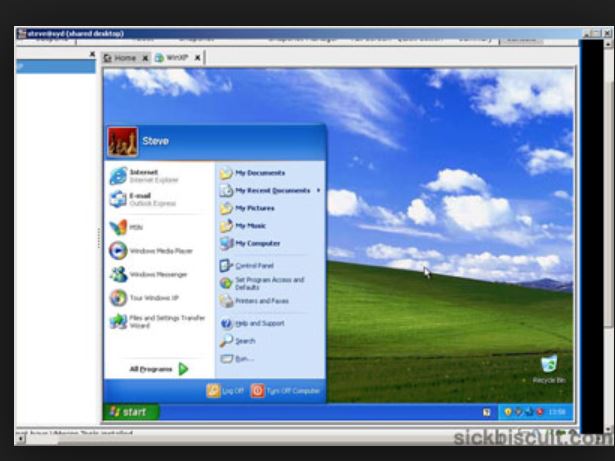 steve@syd (shared desktop)
Home
WinXP
Steve
Internet
Internet Explorer
E-mail
Outlook Express
MSN
Windows Media Player
Windows Messenger
Tour Windows XP
Files and Settings Transfer
Wizard
All Programs
My Documents
My Recent Documents
My Pictures
My Music
My Computer
Control Panel
Set Program Access and
Defaults
Printers and Faxes
Help and Support
Search
Run...
Log Off
Turn Off Computer
Recycle Bin
start
sickbiscuit.com